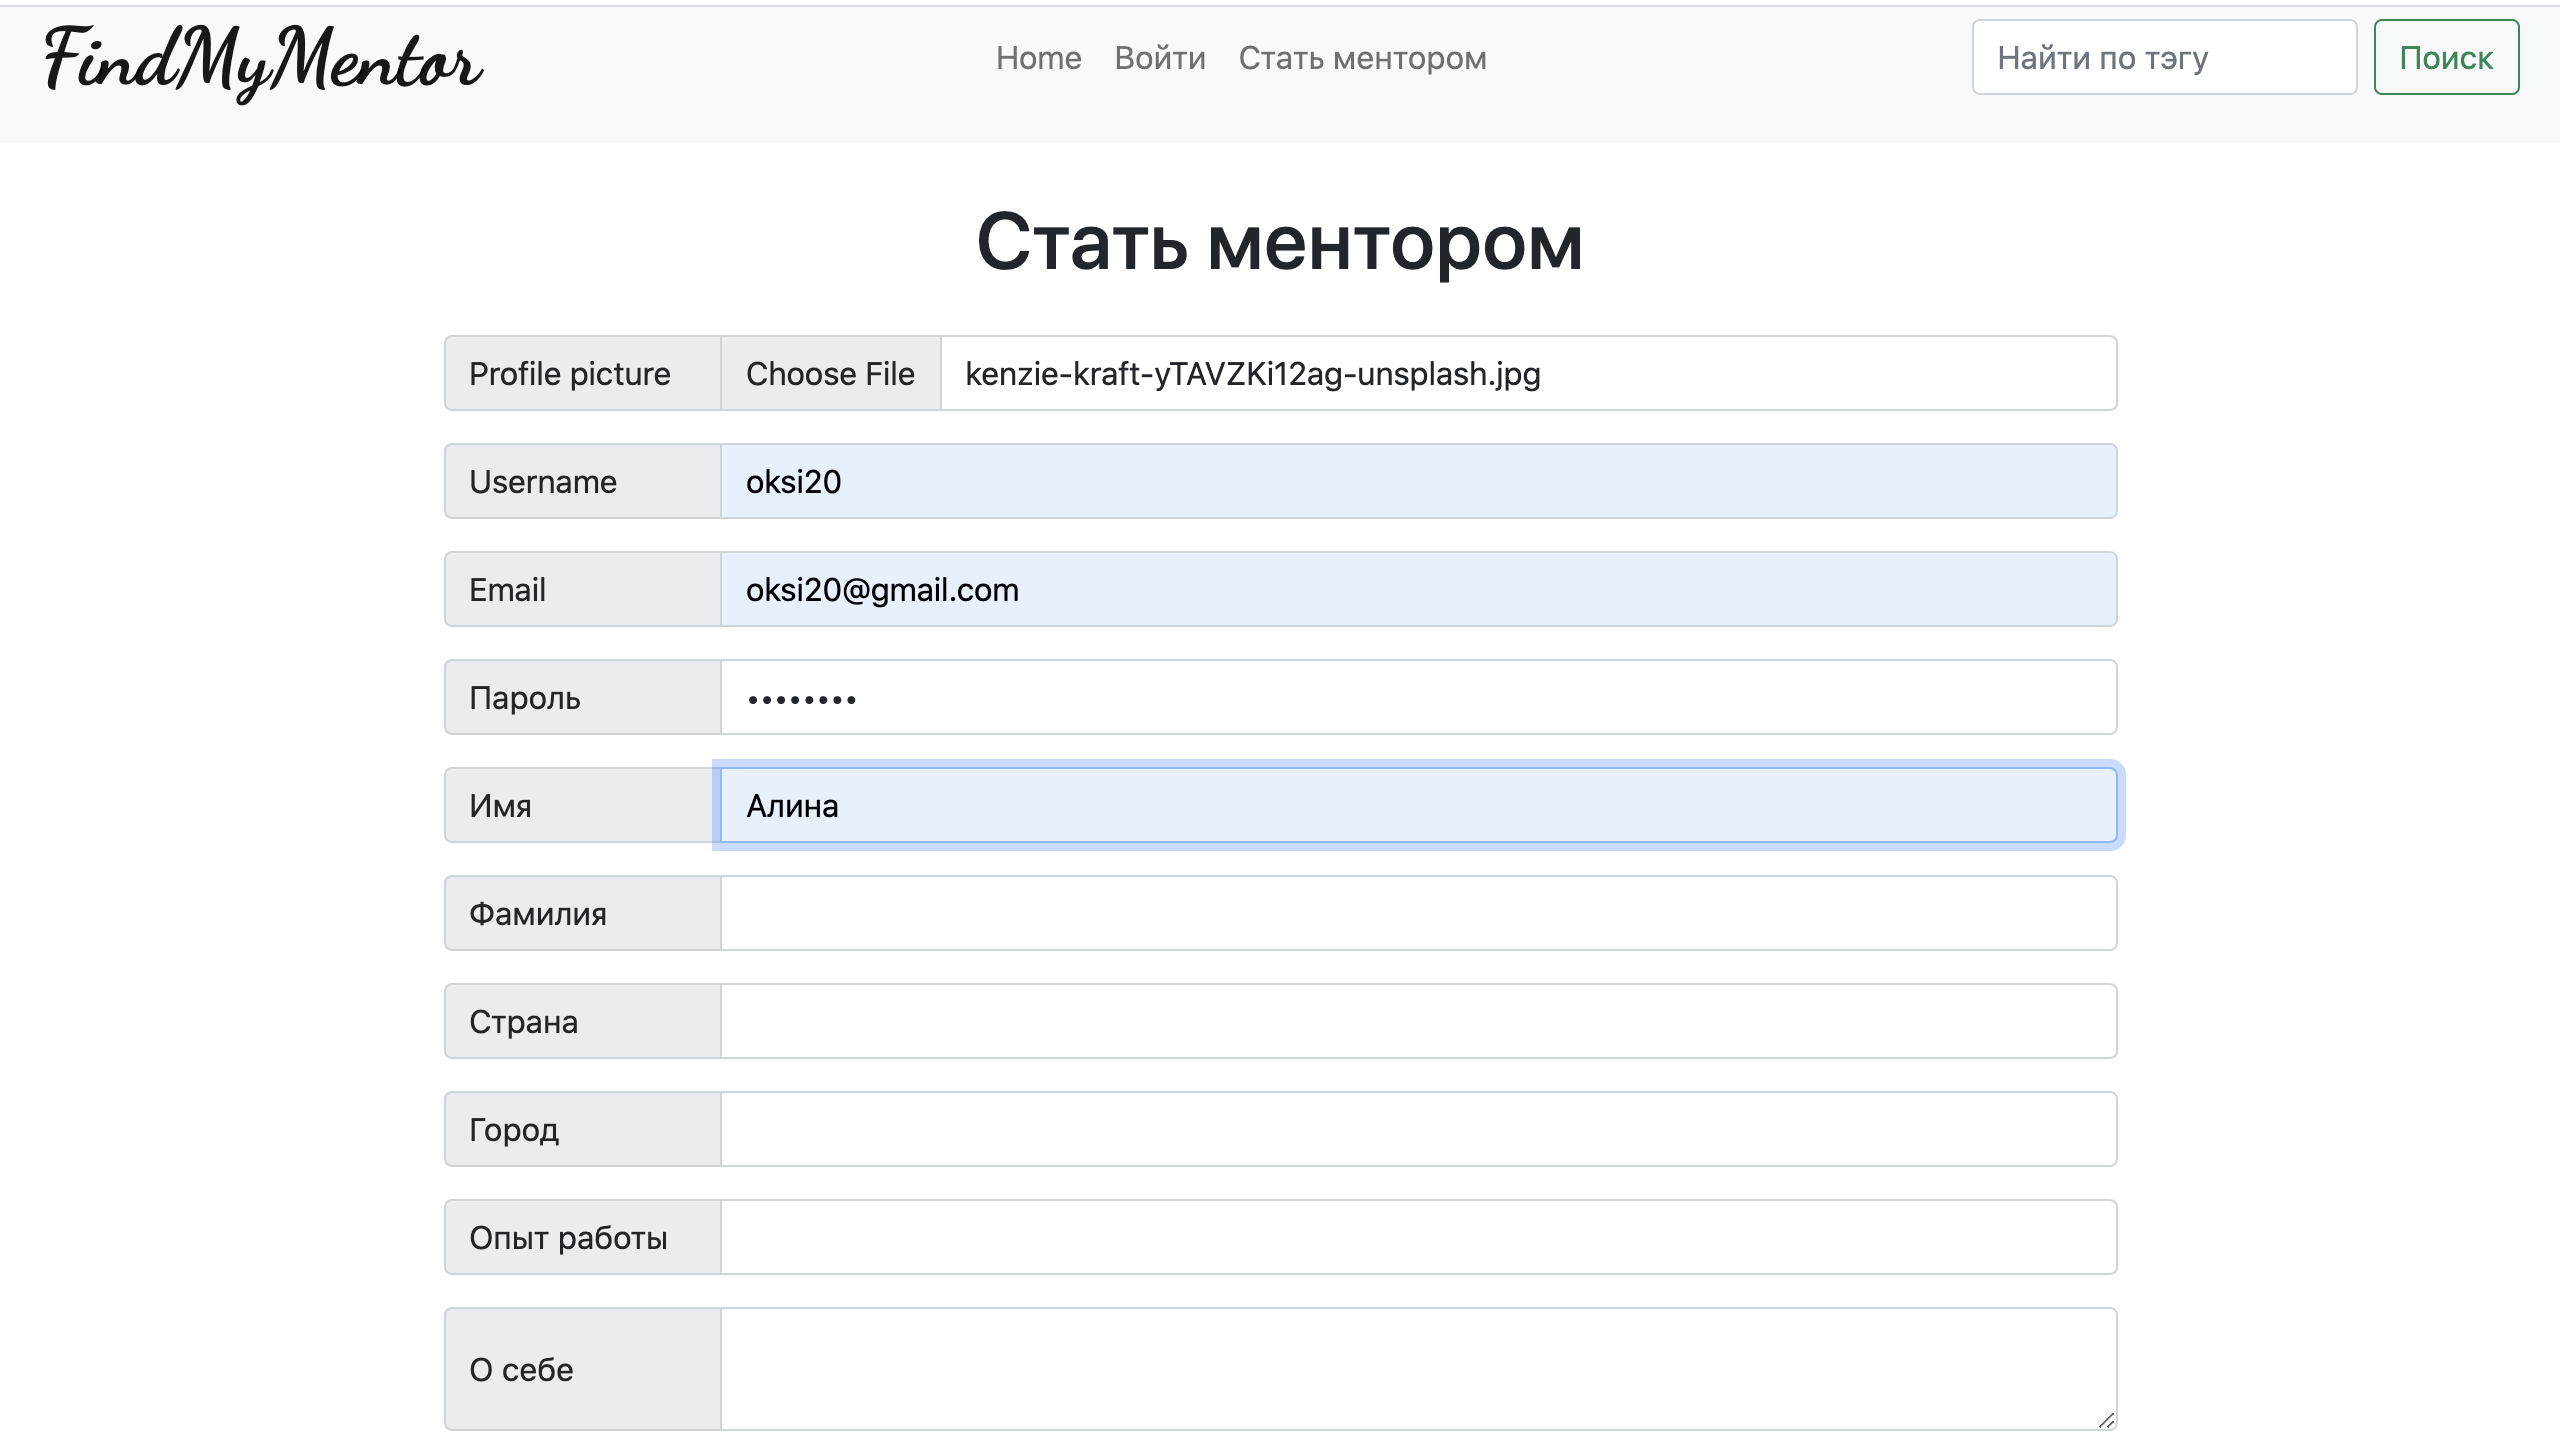 FindMyMentor
Home Войти Стать ментором
Найти по тэгу Поиск
Стать ментором
Profile picture Choose File kenzie-kraft-yTAVZKi12ag-unsplash.jpg
Username oksi20
Email oksi20@gmail.com
Пароль ••••••••
Имя Алина
Фамилия
Страна
Город
Опыт работы
О себе